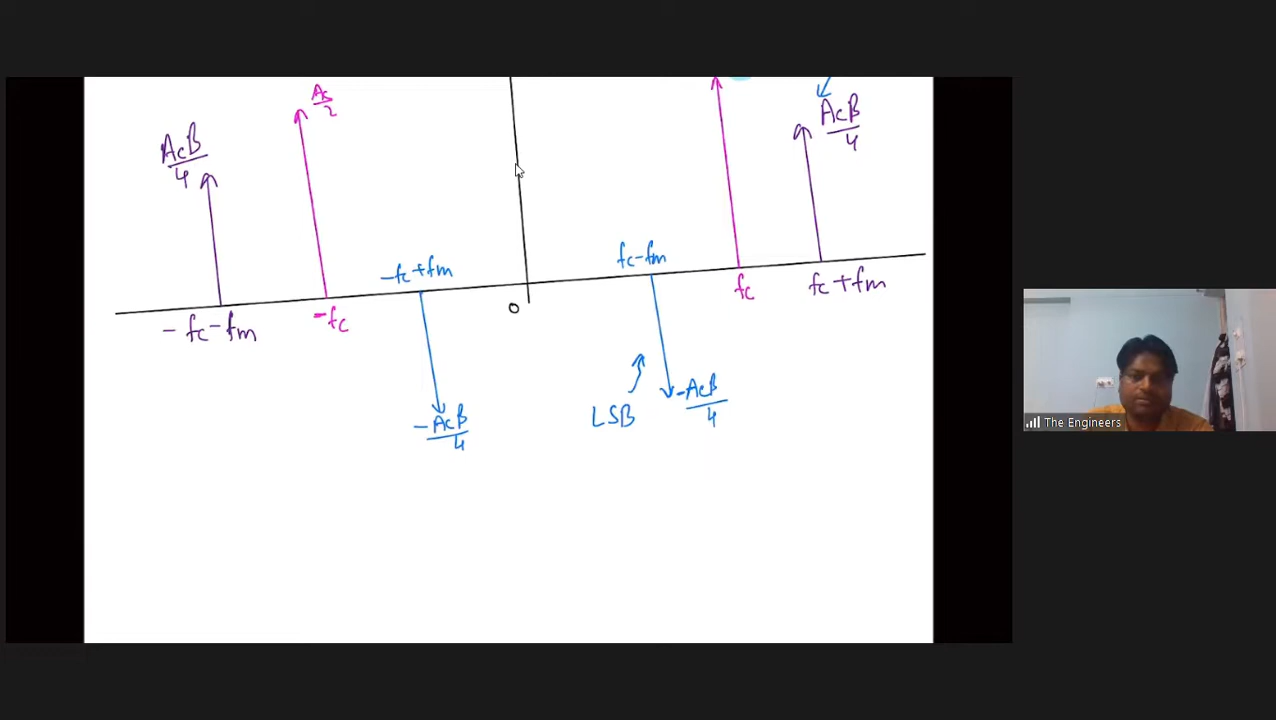 Ac
2
AcB
4
AcB
4
-fc+fm
fc-fm
fc
fc+fm
-fc-fm
-fc
0
-AcB
4
LSB
-AcB
4
The Engineers